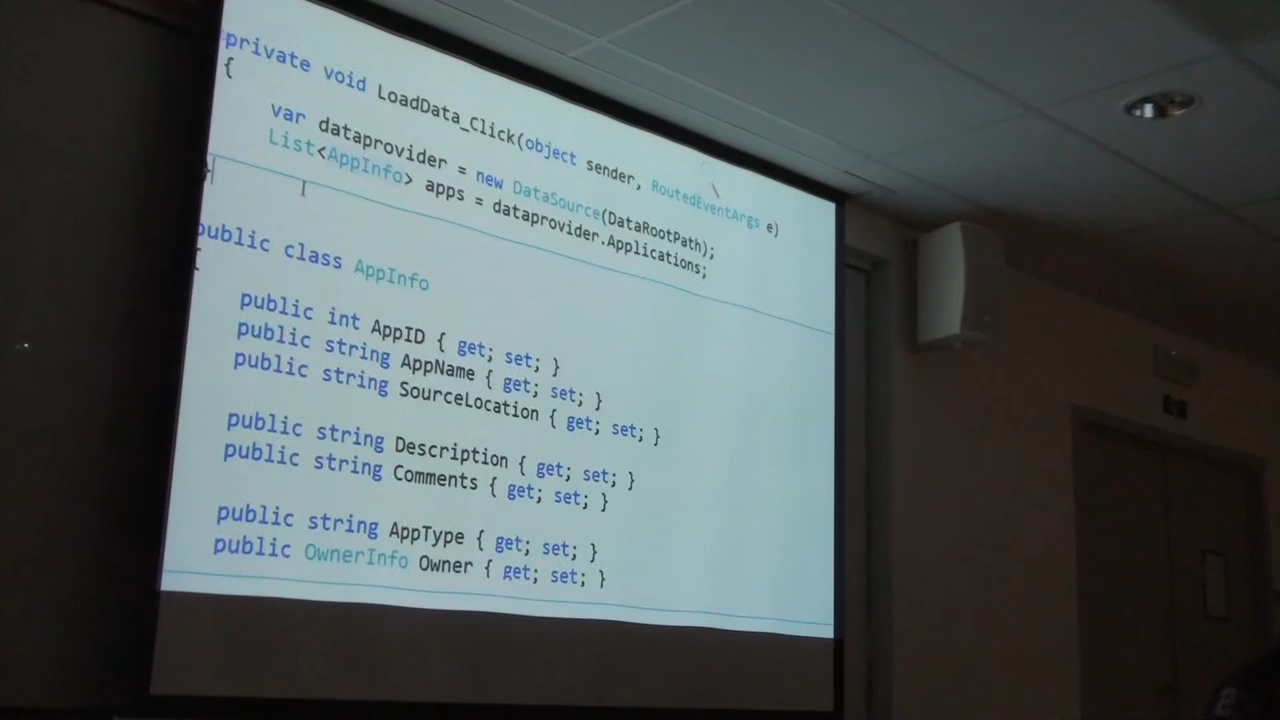 private void LoadData_Click(object sender, RoutedEventArgs e)
{
var dataprovider = new DataSource(DataRootPath);
List<AppInfo> apps = dataprovider.Applications;
}
public class AppInfo
{
public int AppID { get; set; }
public string AppName { get; set; }
public string SourceLocation { get; set; }
public string Description { get; set; }
public string Comments { get; set; }
public string AppType { get; set; }
public OwnerInfo Owner { get; set; }